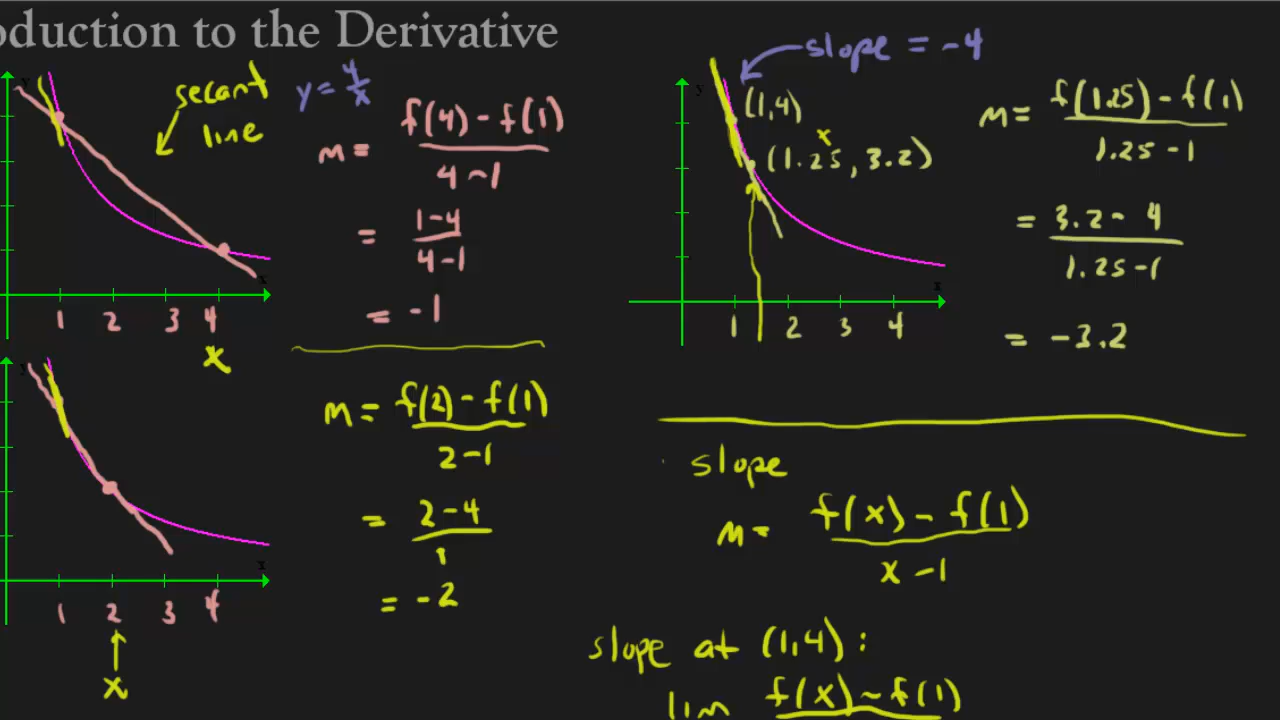 oduction to the Derivative
secant
line
y = 4/x
m = f(4) - f(1)
4 - 1
= 1 - 4
4 - 1
= -1
y
x
1 2 3 4
x
m = f(2) - f(1)
2 - 1
= 2 - 4
1
= -2
y
x
1 2 3 4
x
slope = -4
y
(1,4)
x
(1.25, 3.2)
x
1 2 3 4
m = f(1.25) - f(1)
1.25 - 1
= 3.2 - 4
1.25 - 1
= -3.2
slope
m = f(x) - f(1)
x - 1
slope at (1,4):
lim f(x) - f(1)